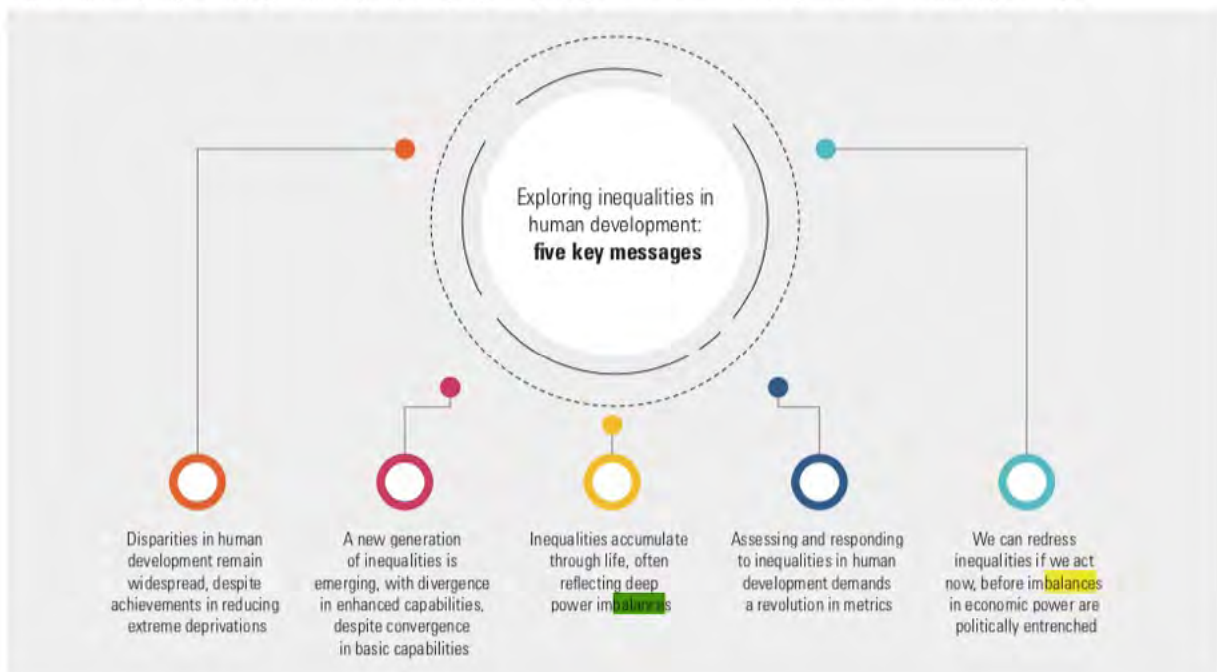 Exploring inequalities in
human development:
five key messages
Disparities in human
development remain
widespread, despite
achievements in reducing
extreme deprivations
A new generation
of inequalities is
emerging, with divergence
in enhanced capabilities,
despite convergence
in basic capabilities
Inequalities accumulate
through life, often
reflecting deep
power imbalances
Assessing and responding
to inequalities in human
development demands
a revolution in metrics
We can redress
inequalities if we act
now, before imbalances
in economic power are
politically entrenched